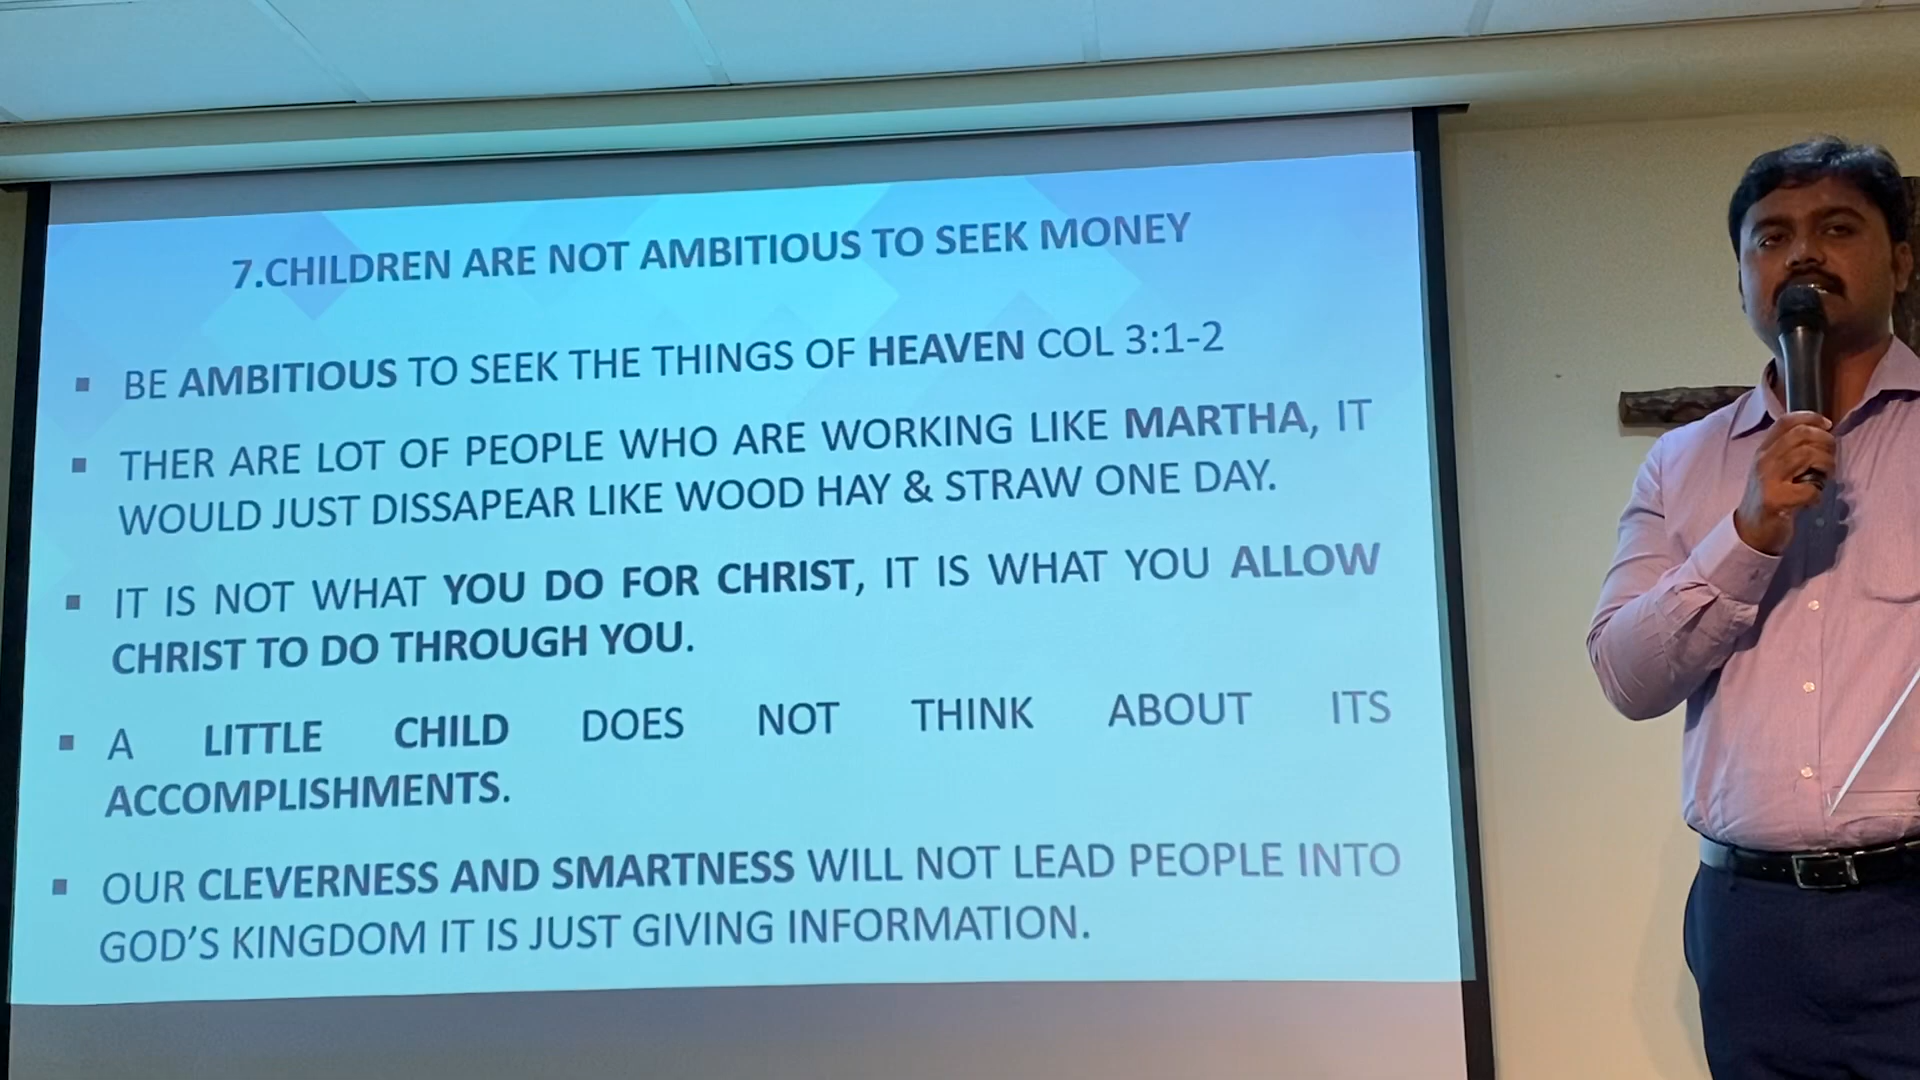 7.CHILDREN ARE NOT AMBITIOUS TO SEEK MONEY
▪ BE AMBITIOUS TO SEEK THE THINGS OF HEAVEN COL 3:1-2
▪ THER ARE LOT OF PEOPLE WHO ARE WORKING LIKE MARTHA, IT
WOULD JUST DISSAPEAR LIKE WOOD HAY & STRAW ONE DAY.
▪ IT IS NOT WHAT YOU DO FOR CHRIST, IT IS WHAT YOU ALLOW
CHRIST TO DO THROUGH YOU.
▪ A LITTLE CHILD DOES NOT THINK ABOUT ITS
ACCOMPLISHMENTS.
▪ OUR CLEVERNESS AND SMARTNESS WILL NOT LEAD PEOPLE INTO
GOD'S KINGDOM IT IS JUST GIVING INFORMATION.